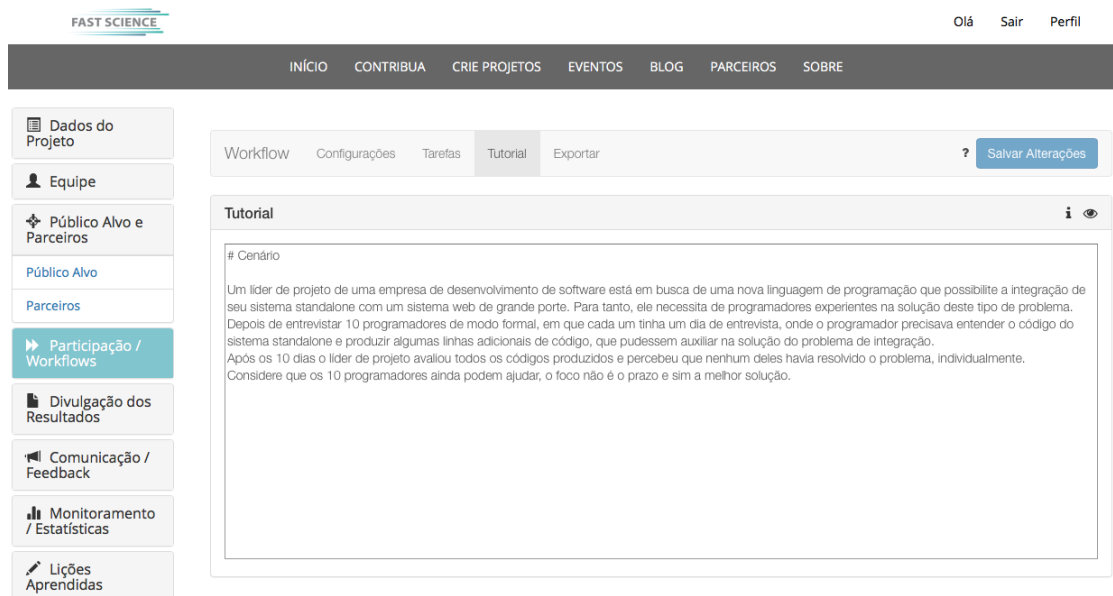 FAST SCIENCE
Olá Sair Perfil
INÍCIO CONTRIBUA CRIE PROJETOS EVENTOS BLOG PARCEIROS SOBRE
Dados do
Projeto
Equipe
Público Alvo e
Parceiros
Público Alvo
Parceiros
Participação /
Workflows
Divulgação dos
Resultados
Comunicação /
Feedback
Monitoramento
/ Estatísticas
Lições
Aprendidas
Workflow Configurações Tarefas Tutorial Exportar ? Salvar Alterações
Tutorial
# Cenário
Um líder de projeto de uma empresa de desenvolvimento de software está em busca de uma nova linguagem de programação que possibilite a integração de
seu sistema standalone com um sistema web de grande porte. Para tanto, ele necessita de programadores experientes na solução deste tipo de problema.
Depois de entrevistar 10 programadores de modo formal, em que cada um tinha um dia de entrevista, onde o programador precisava entender o código do
sistema standalone e produzir algumas linhas adicionais de código, que pudessem auxiliar na solução do problema de integração.
Após os 10 dias o líder de projeto avaliou todos os códigos produzidos e percebeu que nenhum deles havia resolvido o problema, individualmente.
Considere que os 10 programadores ainda podem ajudar, o foco não é o prazo e sim a melhor solução.